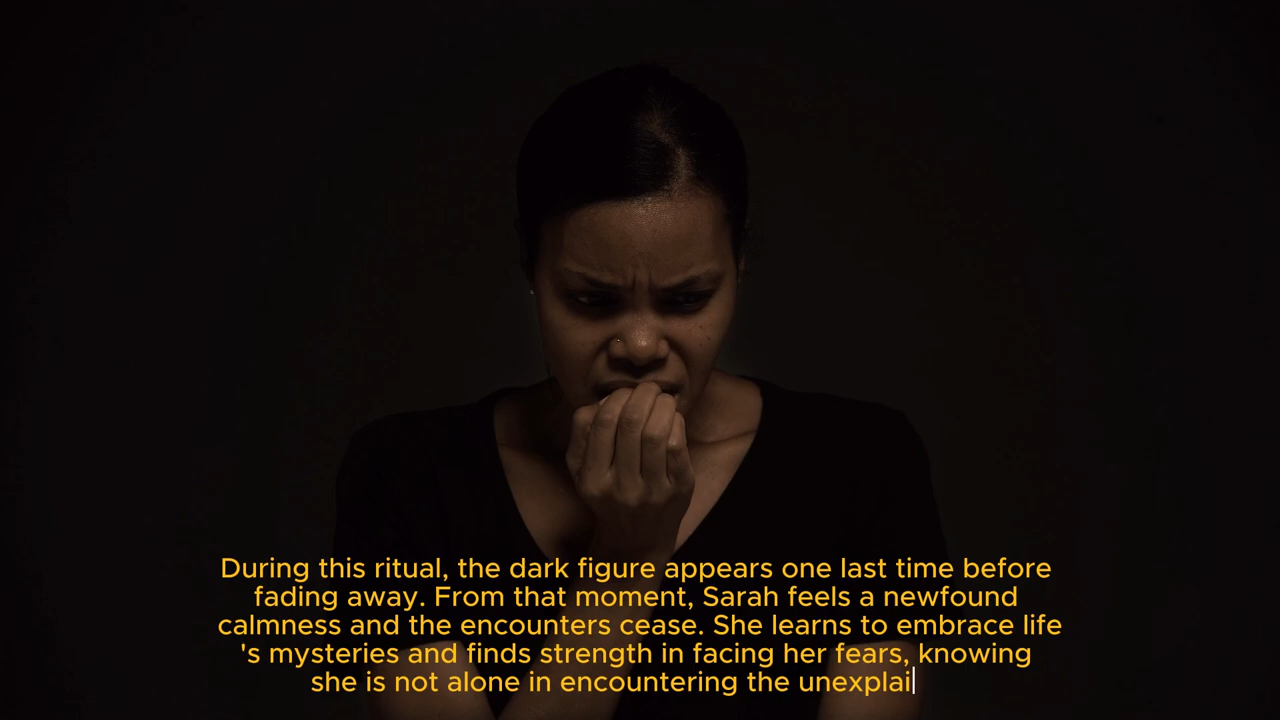 During this ritual, the dark figure appears one last time before
fading away. From that moment, Sarah feels a newfound
calmness and the encounters cease. She learns to embrace life
's mysteries and finds strength in facing her fears, knowing
she is not alone in encountering the unexplai